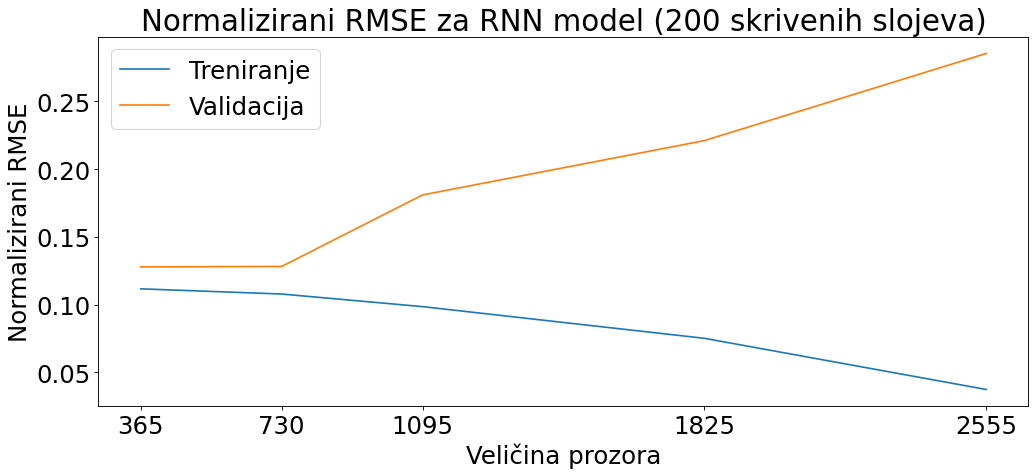 Normalizirani RMSE za RNN model (200 skrivenih slojeva)
Treniranje
Validacija
Normalizirani RMSE
0.25
0.20
0.15
0.10
0.05
365 730 1095 1825 2555
Veličina prozora